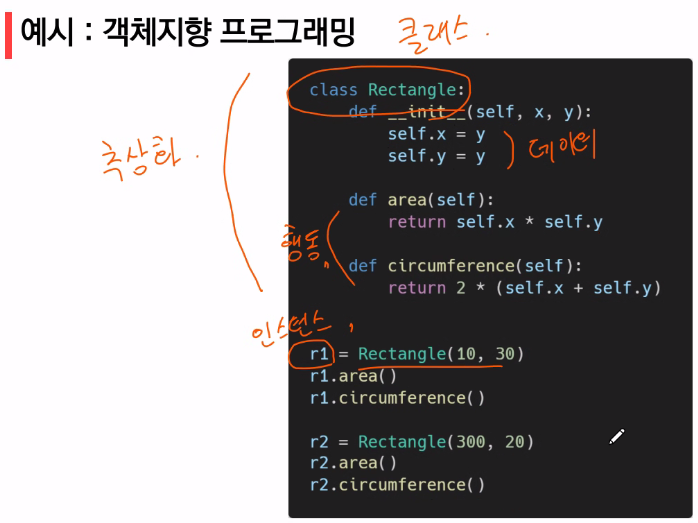 예시 : 객체지향 프로그래밍
클래스.
class Rectangle:
def __init__(self, x, y):
self.x = y
self.y = y
데이터
추상화.
def area(self):
return self.x * self.y
행동,
def circumference(self):
return 2 * (self.x + self.y)
인스턴스,
r1 = Rectangle(10, 30)
r1.area()
r1.circumference()
r2 = Rectangle(300, 20)
r2.area()
r2.circumference()